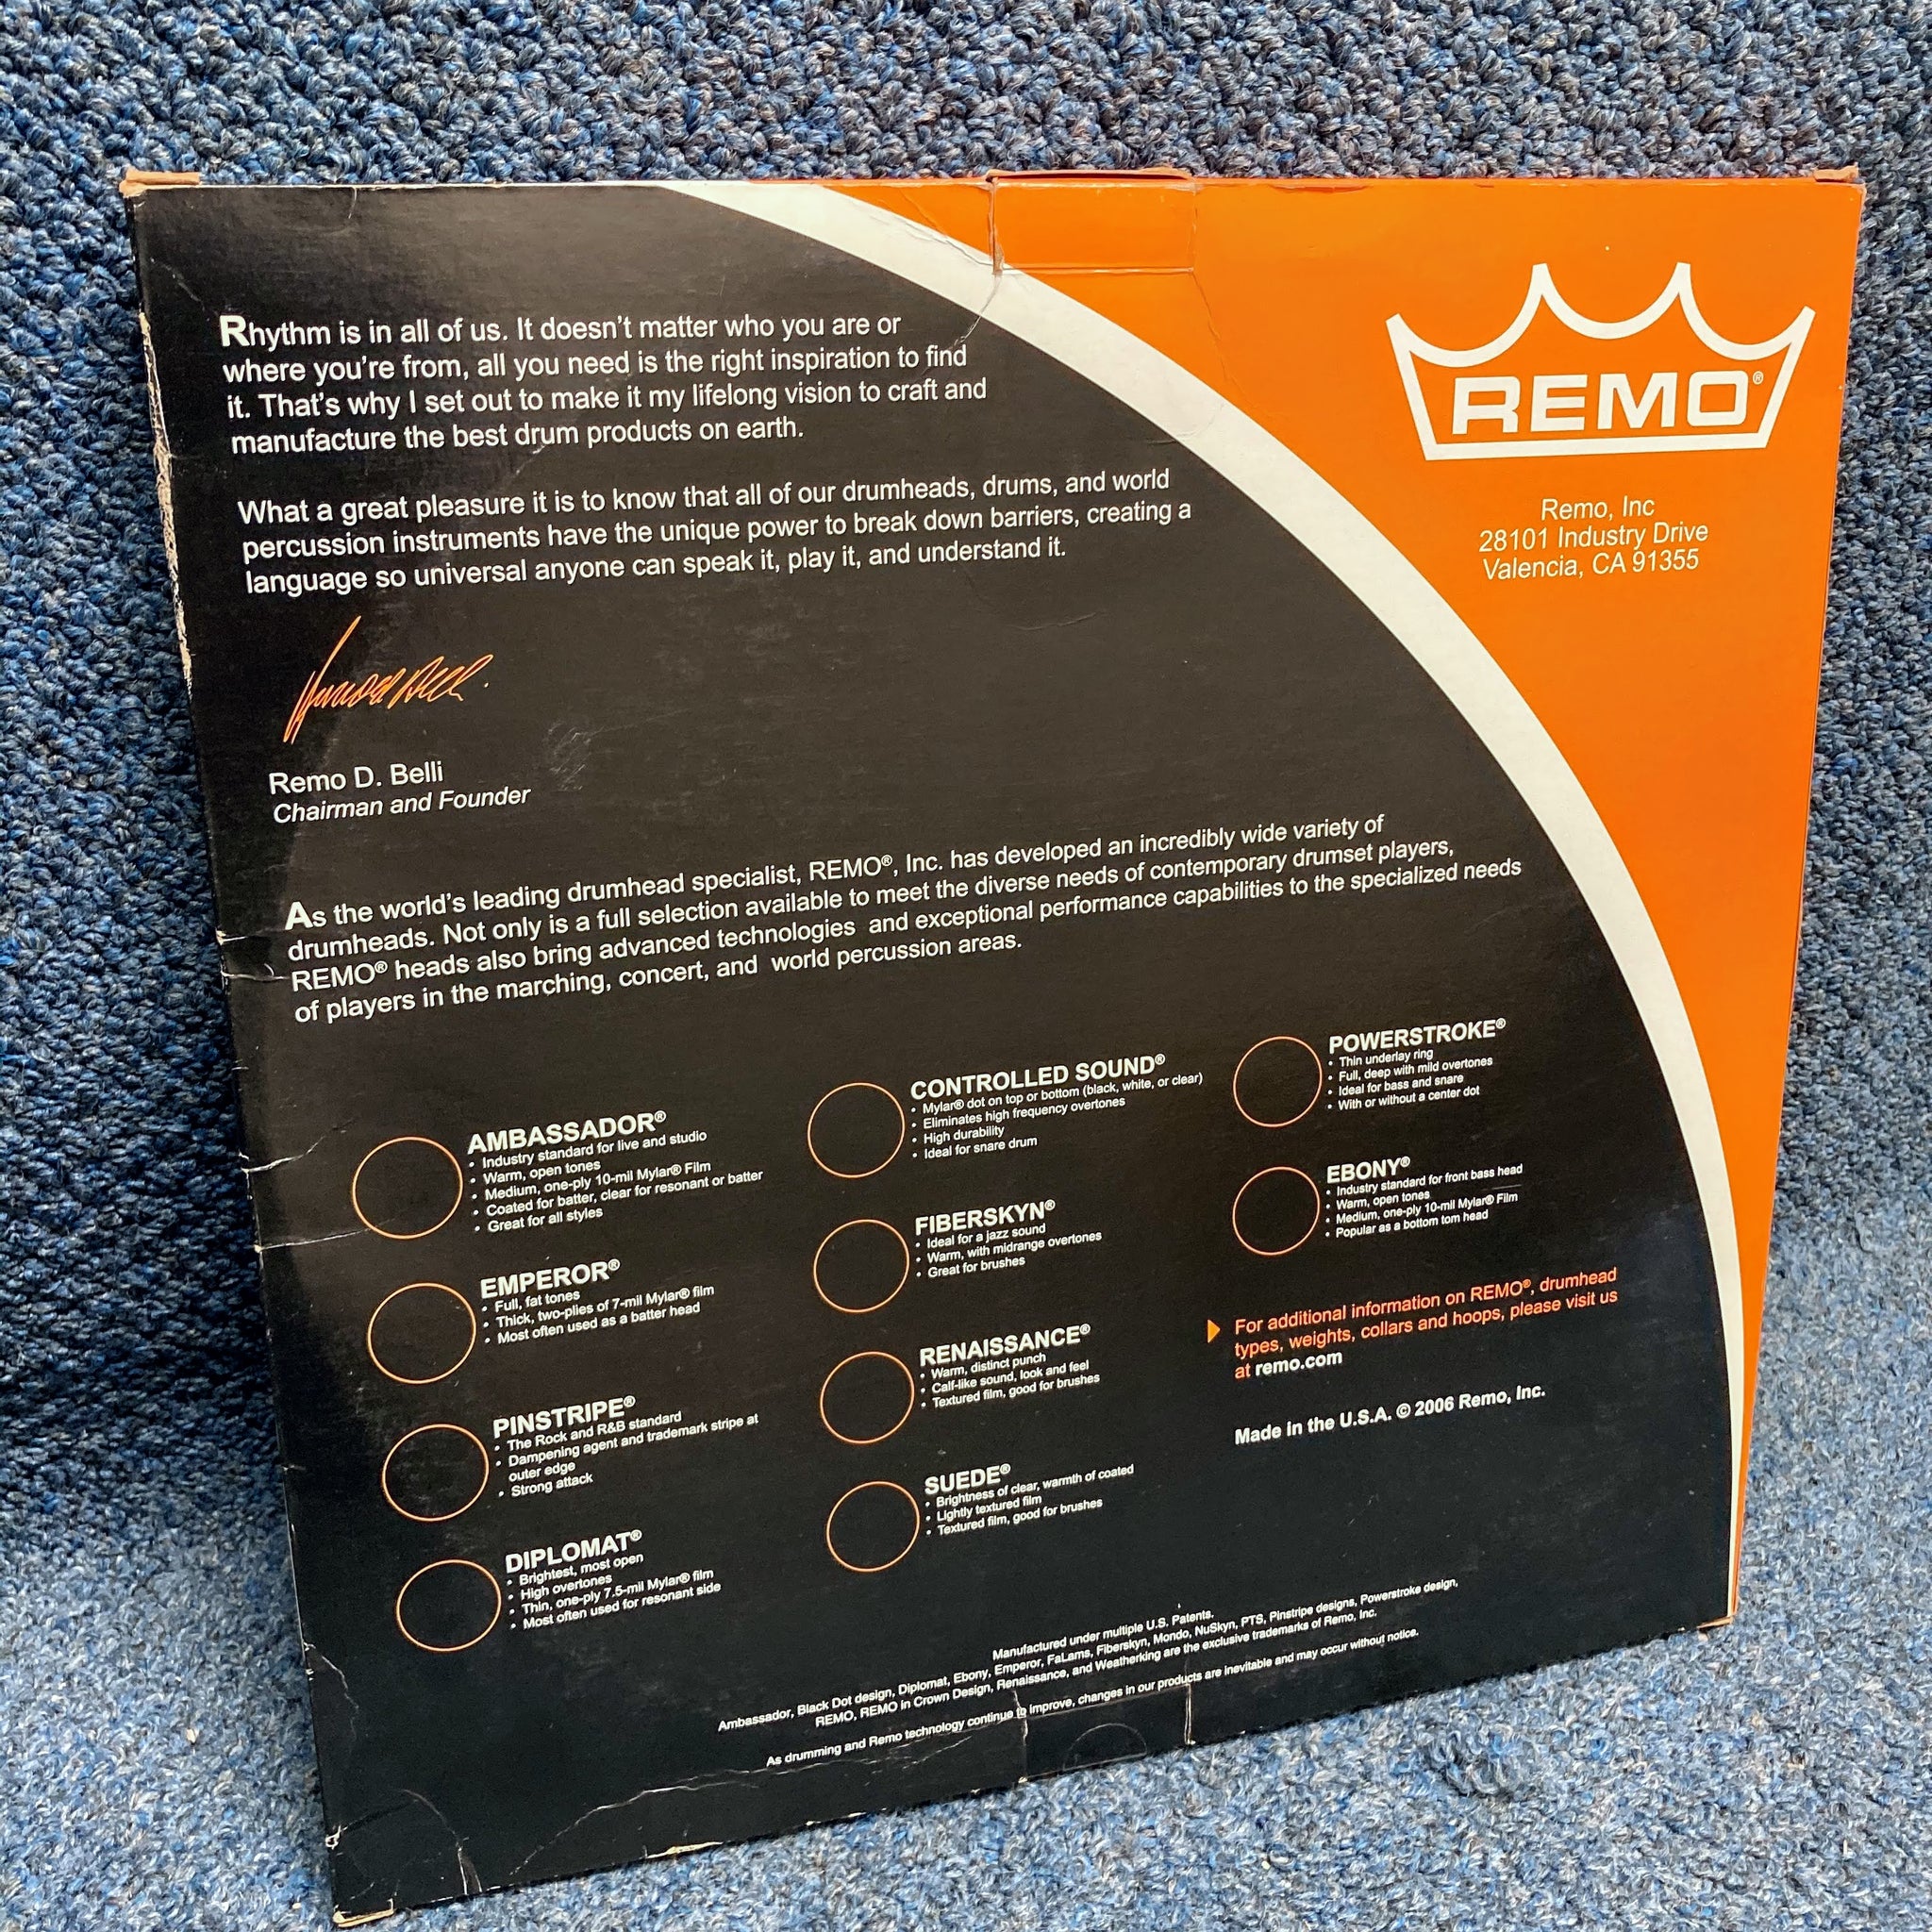 Rhythm is in all of us. It doesn't matter who you are or
where you're from, all you need is the right inspiration to find
it. That's why I set out to make it my lifelong vision to craft and
manufacture the best drum products on earth.
What a great pleasure it is to know that all of our drumheads, drums, and world
percussion instruments have the unique power to break down barriers, creating a
language so universal anyone can speak it, play it, and understand it.
Remo D. Belli
Chairman and Founder
REMO®
Remo, Inc
28101 Industry Drive
Valencia, CA 91355
As the world's leading drumhead specialist, REMO®, Inc. has developed an incredibly wide variety of
drumheads. Not only is a full selection available to meet the diverse needs of contemporary drumset players,
REMO® heads also bring advanced technologies and exceptional performance capabilities to the specialized needs
of players in the marching, concert, and world percussion areas.
AMBASSADOR®
• Industry standard for live and studio
• Warm, open tones
• Medium, one-ply 10-mil Mylar® Film
• Coated for batter, clear for resonant or batter
• Great for all styles
EMPEROR®
• Full, fat tones
• Thick, two-plies of 7-mil Mylar® film
• Most often used as a batter head
PINSTRIPE®
• The Rock and R&B standard
• Dampening agent and trademark stripe at
outer edge
• Strong attack
DIPLOMAT®
• Brightest, most open
• High overtones
• Thin, one-ply 7.5-mil Mylar® film
• Most often used for resonant side
CONTROLLED SOUND®
• Mylar® dot on top or bottom (black, white, or clear)
• Eliminates high frequency overtones
• High durability
• Ideal for snare drum
FIBERSKYN®
• Ideal for a jazz sound
• Warm, with midrange overtones
• Great for brushes
RENAISSANCE®
• Warm, distinct punch
• Calf-like sound, look and feel
• Textured film, good for brushes
SUEDE®
• Brightness of clear, warmth of coated
• Lightly textured film
• Textured film, good for brushes
POWERSTROKE®
• Thin underlay ring
• Full, deep with mild overtones
• Ideal for bass and snare
• With or without a center dot
EBONY®
• Industry standard for front bass head
• Warm, open tones
• Medium, one-ply 10-mil Mylar® Film
• Popular as a bottom tom head
For additional information on REMO®, drumhead
types, weights, collars and hoops, please visit us
at remo.com
Made in the U.S.A. © 2006 Remo, Inc.
Manufactured under multiple U.S. Patents.
Ambassador, Black Dot design, Diplomat, Ebony, Emperor, FaLams, Fiberskyn, Mondo, NuSkyn, PTS, Pinstripe designs, Powerstroke design,
REMO, REMO in Crown Design, Renaissance, and Weatherking are the exclusive trademarks of Remo, Inc.
As drumming and Remo technology continue to improve, changes in our products are inevitable and may occur without notice.